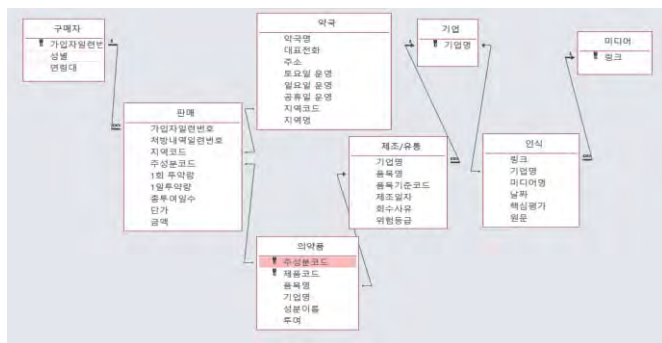 구매자
가입자일련번
성별
연령대
판매
가입자일련번호
처방내역일련번호
지역코드
주성분코드
1회 투약량
1일투약량
총투여일수
단가
금액
약국
약국명
대표전화
주소
토요일 운영
일요일 운영
공휴일 운영
지역코드
지역명
의약품
주성분코드
제품코드
품목명
기업명
성분이름
투여
제조/유통
기업명
품목명
품목기준코드
제조일자
회수사유
위험등급
기업
기업명
인식
링크
기업명
미디어명
날짜
핵심평가
원문
미디어
링크